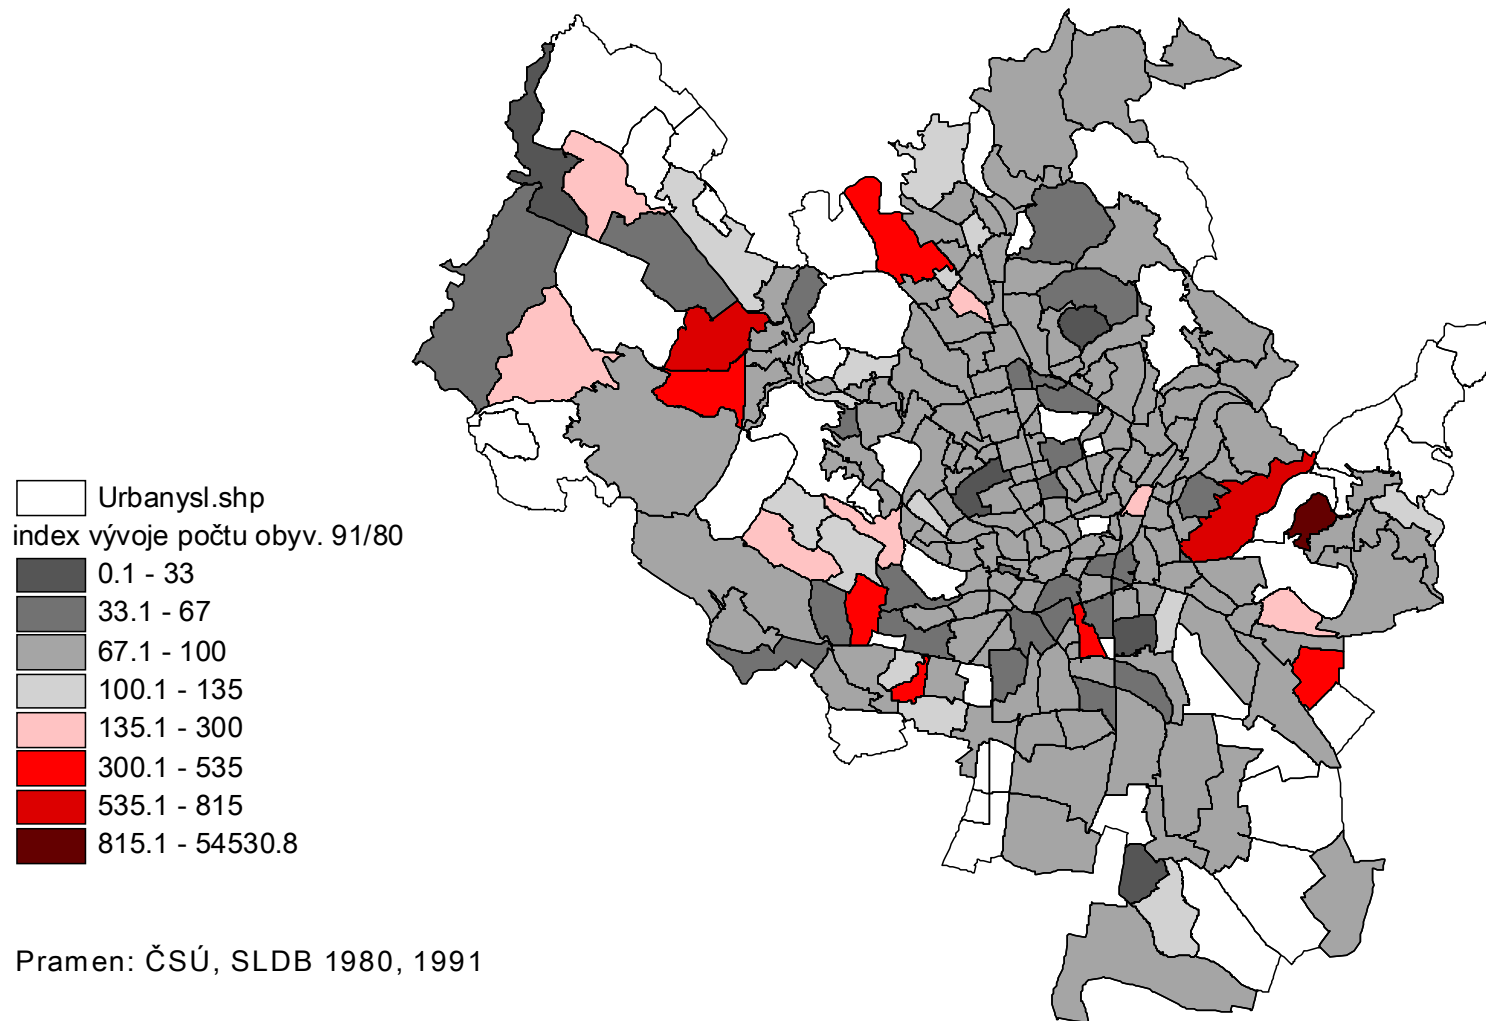 Urbanysl.shp
index vývoje počtu obyv. 91/80
0.1 - 33
33.1 - 67
67.1 - 100
100.1 - 135
135.1 - 300
300.1 - 535
535.1 - 815
815.1 - 54530.8
Pramen: ČSÚ, SLDB 1980, 1991